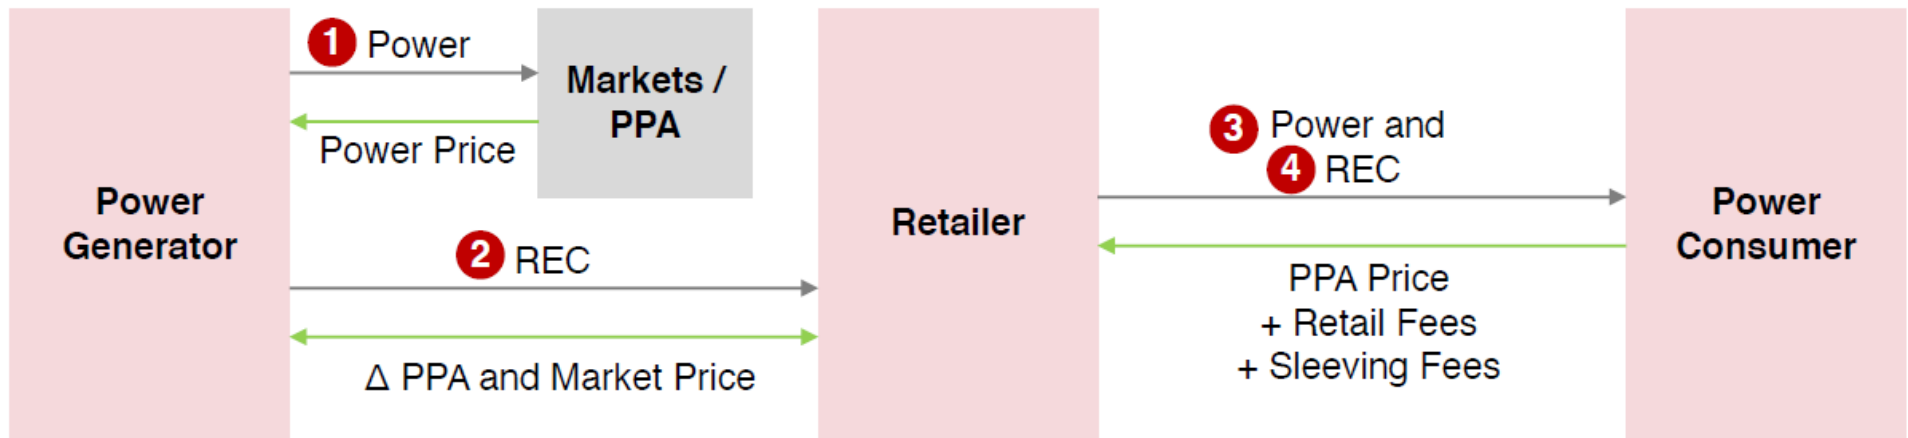 1 Power
Markets /
PPA
Power Price
Power
Generator
2 REC
Δ PPA and Market Price
Retailer
3 Power and
4 REC
PPA Price
+ Retail Fees
+ Sleeving Fees
Power
Consumer